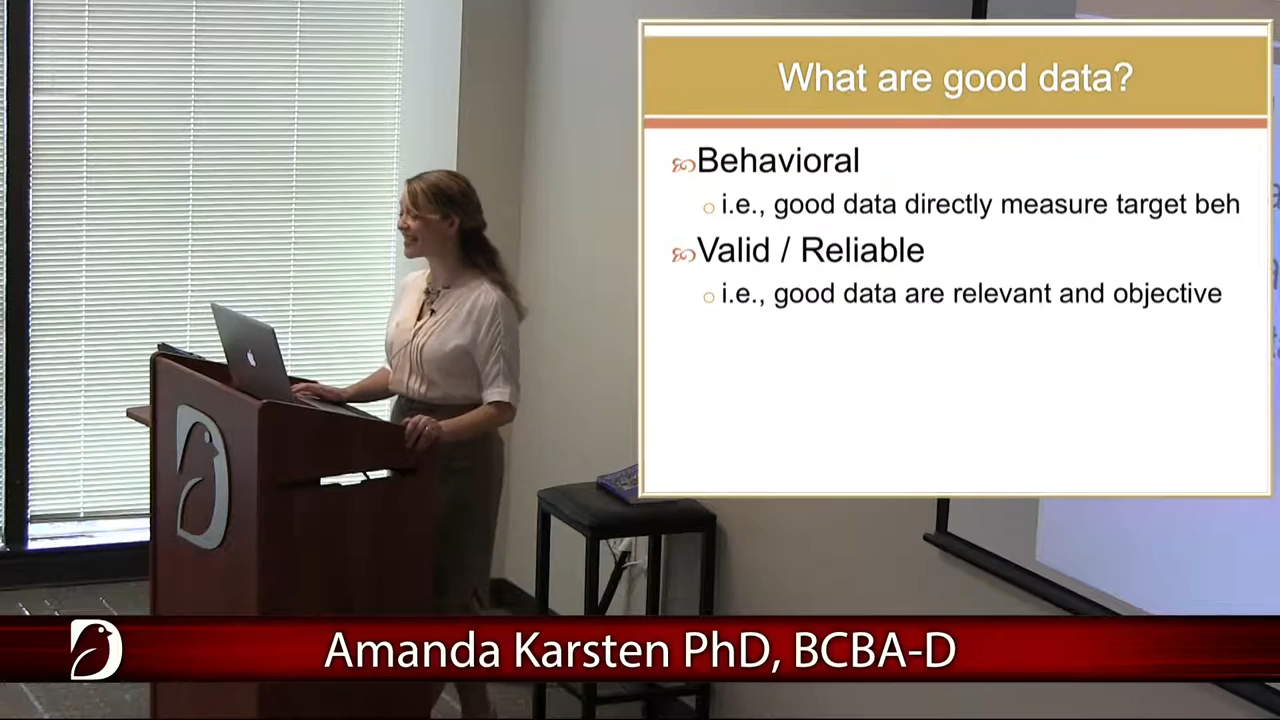 What are good data?
Behavioral
i.e., good data directly measure target beh
Valid / Reliable
i.e., good data are relevant and objective
Amanda Karsten PhD, BCBA-D